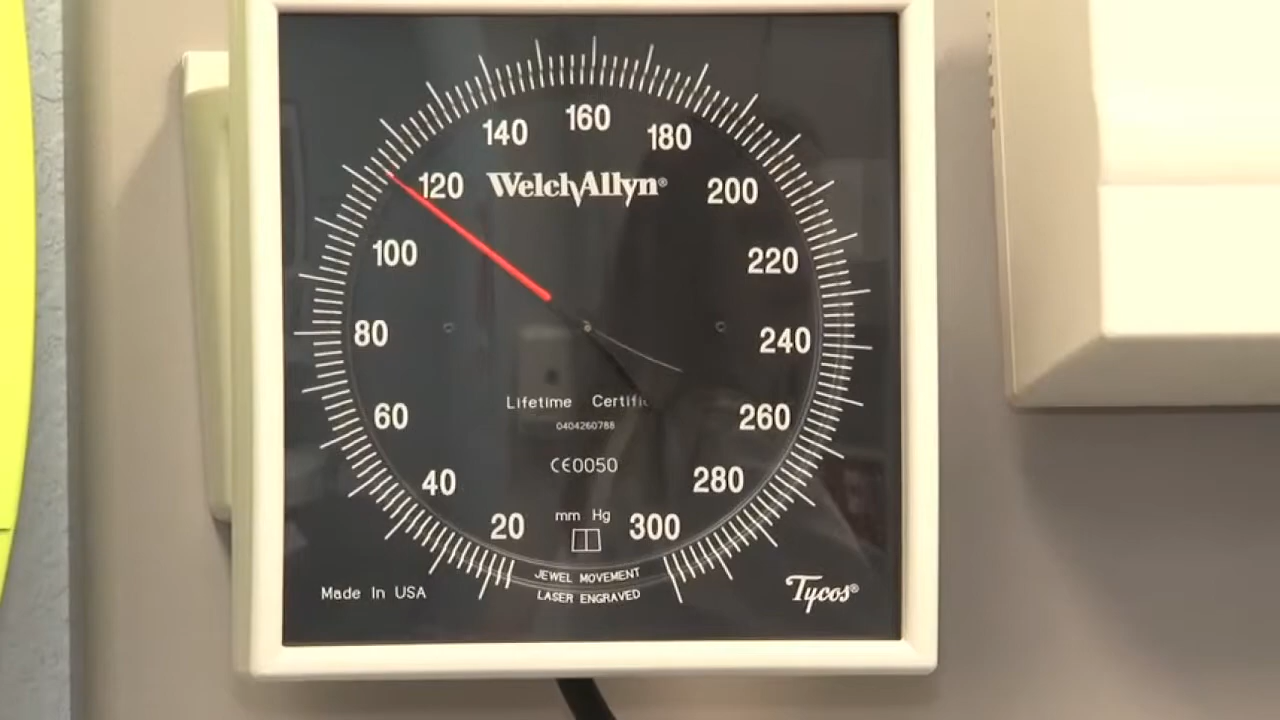 160
140
180
120
WelchAllyn®
200
100
220
80
240
Lifetime
60
260
0404260788
CE0050
40
280
mm Hg
20
300
JEWEL MOVEMENT
LASER ENGRAVED
Made In USA
Tycos®